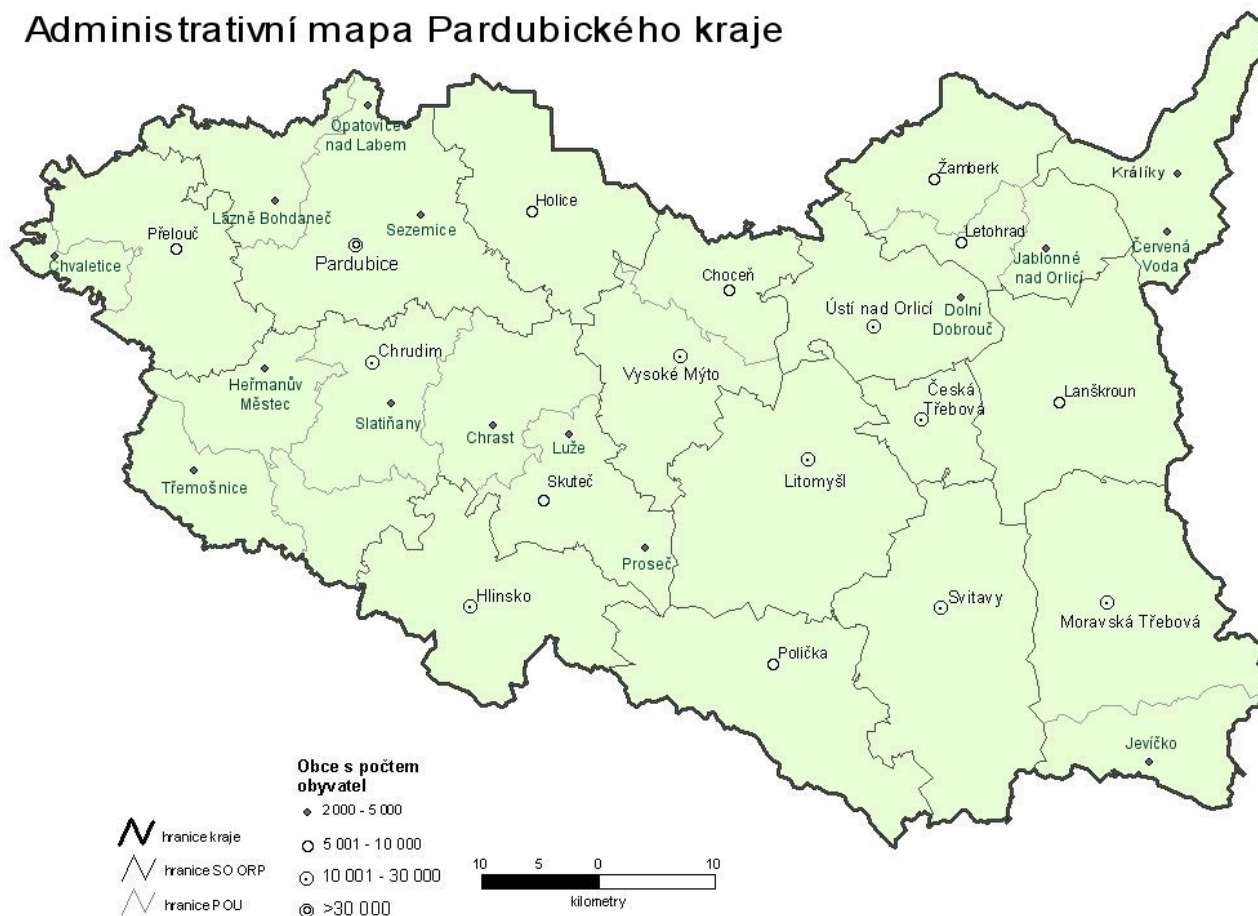 Administrativní mapa Pardubického kraje
Opatovice
nad Labem
Žamberk
Králíky
Holice
Lázně Bohdaneč
Sezemice
Přelouč
Letohrad
Chvaletice
Pardubice
Jablonné
nad Orlicí
Červená
Voda
Choceň
Ústí nad Orlicí
Dolní
Dobrouč
Chrudim
Heřmanův
Městec
Vysoké Mýto
Česká
Třebová
Lanškroun
Slatiňany
Chrast
Luže
Třemošnice
Skuteč
Litomyšl
Proseč
Hlinsko
Svitavy
Moravská Třebová
Polička
Jevíčko
Obce s počtem
obyvatel
2 000 - 5 000
5 001 - 10 000
10 001 - 30 000
>30 000
hranice kraje
hranice SO ORP
hranice POU
10 5 0 10
kilometry